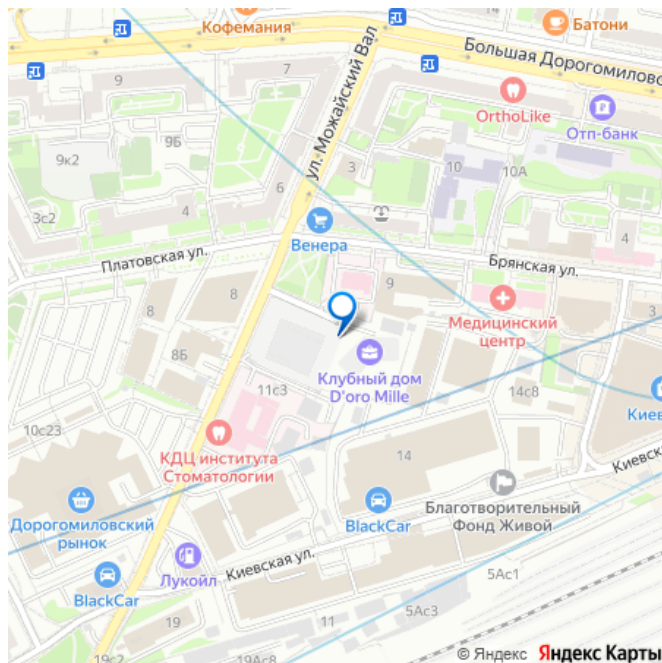 Кофемания
Батони
Большая Дорогомиловс
9
7
ул. Можайский Вал
OrthoLike
Отп-банк
9Б
9к2
3
10
10А
6
3с2
4
Венера
4
Платовская ул.
Брянская ул.
8
8
9
3
Медицинский
центр
8Б
Клубный дом
D'oro Mille
11с3
14с8
Киев
10с23
КДЦ института
Стоматологии
14
Киевска
Дорогомиловский
рынок
BlackCar
Благотворительный
Фонд Живой
Лукойл
Киевская ул.
BlackCar
5Ас1
5Ас3
19
11
19с2
19Ас8
© Яндекс Яндекс Карты